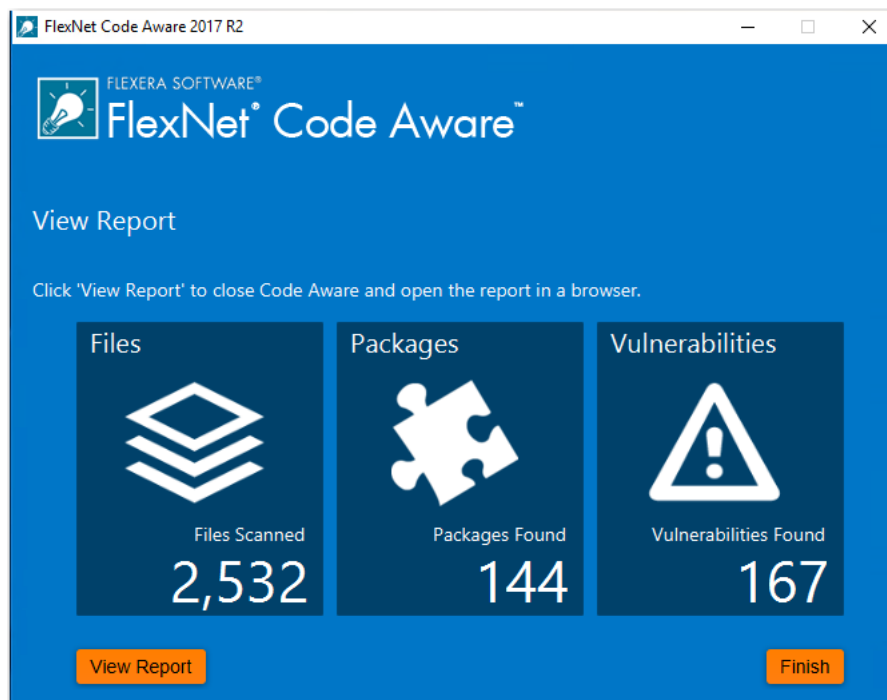 FlexNet Code Aware 2017 R2
FLEXERA SOFTWARE®
FlexNet® Code Aware™
View Report
Click 'View Report' to close Code Aware and open the report in a browser.
Files
Packages
Vulnerabilities
Files Scanned
Packages Found
Vulnerabilities Found
2,532
144
167
View Report
Finish